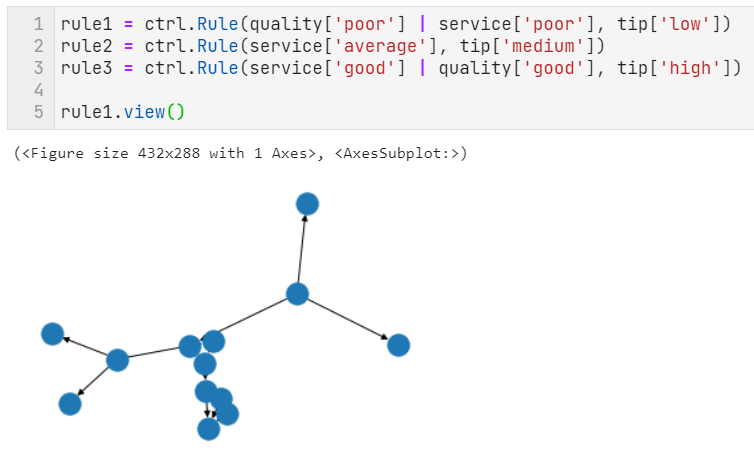 1 rule1 = ctrl.Rule(quality['poor'] | service['poor'], tip['low'])
2 rule2 = ctrl.Rule(service['average'], tip['medium'])
3 rule3 = ctrl.Rule(service['good'] | quality['good'], tip['high'])
4
5 rule1.view()
(<Figure size 432x288 with 1 Axes>, <AxesSubplot:>)